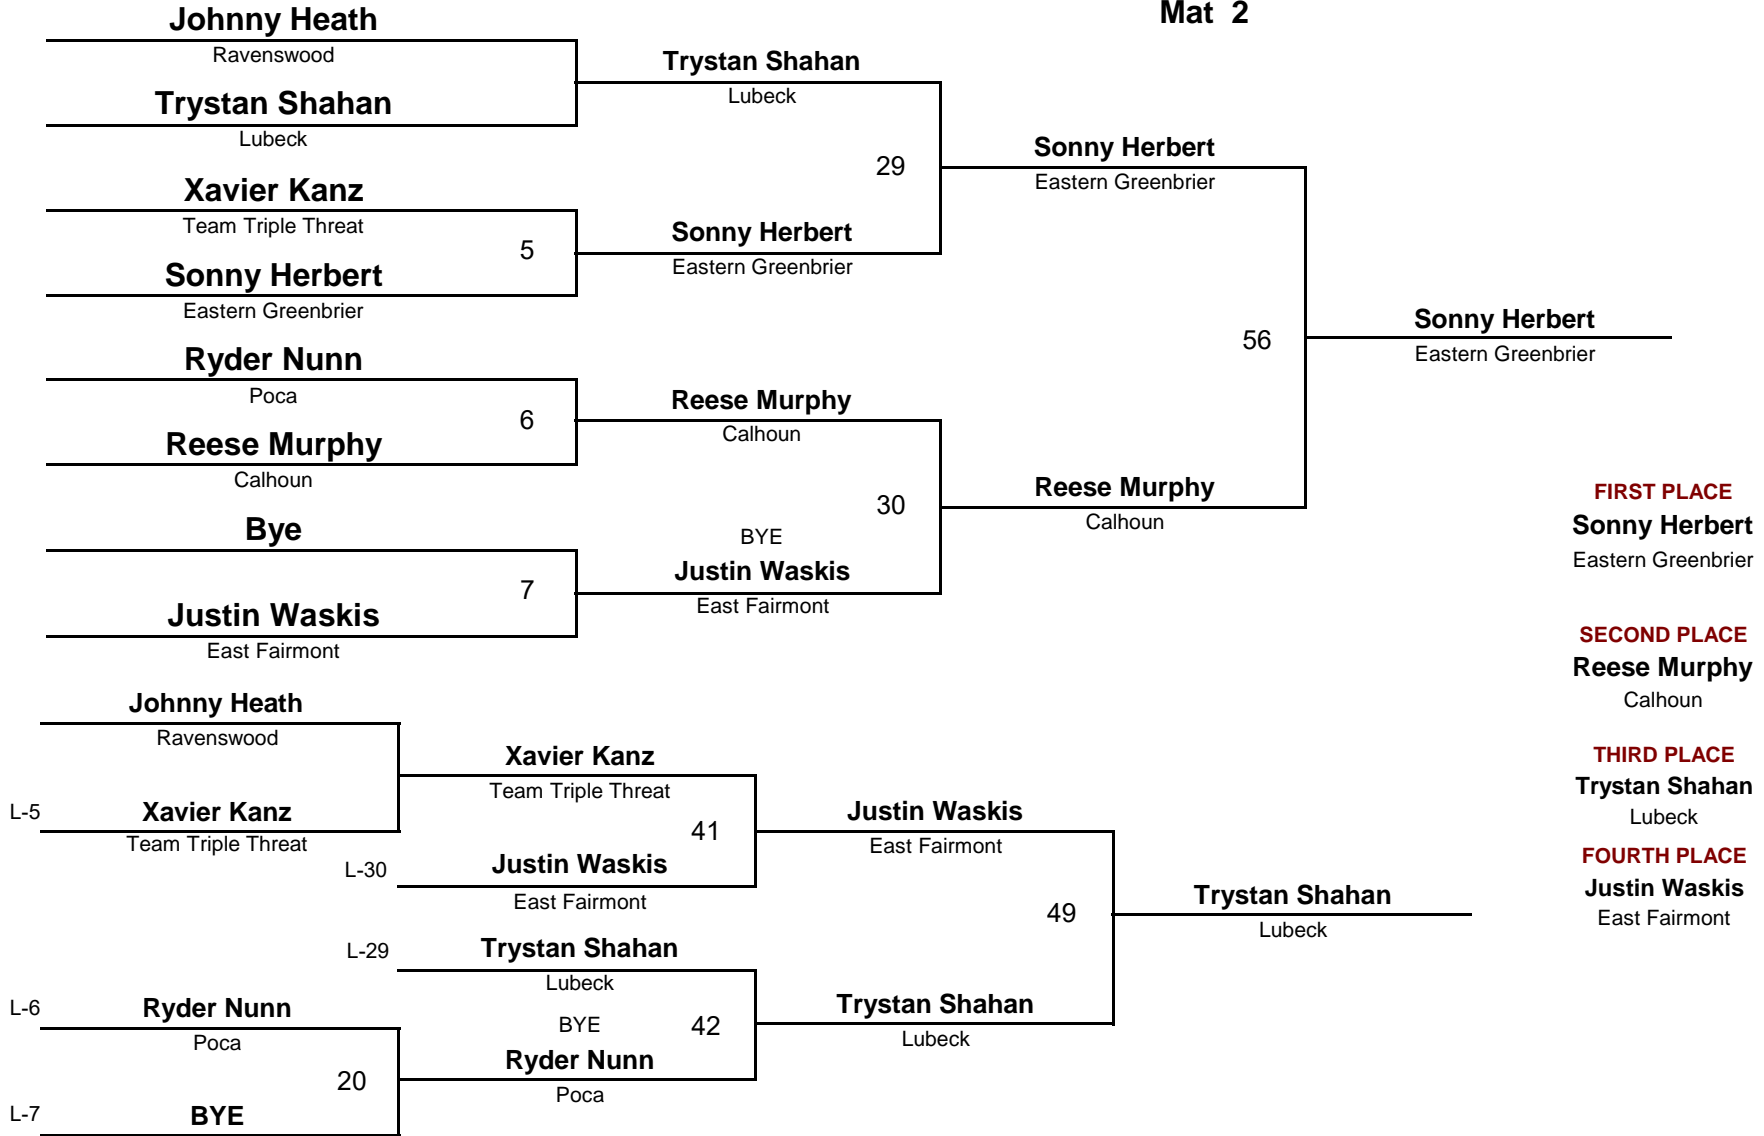 Mat 2
Johnny Heath
Ravenswood
Trystan Shahan
Lubeck
Xavier Kanz
Team Triple Threat
5
Sonny Herbert
Eastern Greenbrier
Ryder Nunn
Poca
6
Reese Murphy
Calhoun
Bye
7
Justin Waskis
East Fairmont
Trystan Shahan
Lubeck
29
Sonny Herbert
Eastern Greenbrier
Reese Murphy
Calhoun
30
BYE
Justin Waskis
East Fairmont
Sonny Herbert
Eastern Greenbrier
56
Reese Murphy
Calhoun
Sonny Herbert
Eastern Greenbrier
FIRST PLACE
Sonny Herbert
Eastern Greenbrier
SECOND PLACE
Reese Murphy
Calhoun
THIRD PLACE
Trystan Shahan
Lubeck
FOURTH PLACE
Justin Waskis
East Fairmont
Johnny Heath
Ravenswood
L-5
Xavier Kanz
Team Triple Threat
L-6
Ryder Nunn
Poca
20
L-7
BYE
Xavier Kanz
Team Triple Threat
41
L-30
Justin Waskis
East Fairmont
L-29
Trystan Shahan
Lubeck
BYE
42
Ryder Nunn
Poca
Justin Waskis
East Fairmont
49
Trystan Shahan
Lubeck
Trystan Shahan
Lubeck